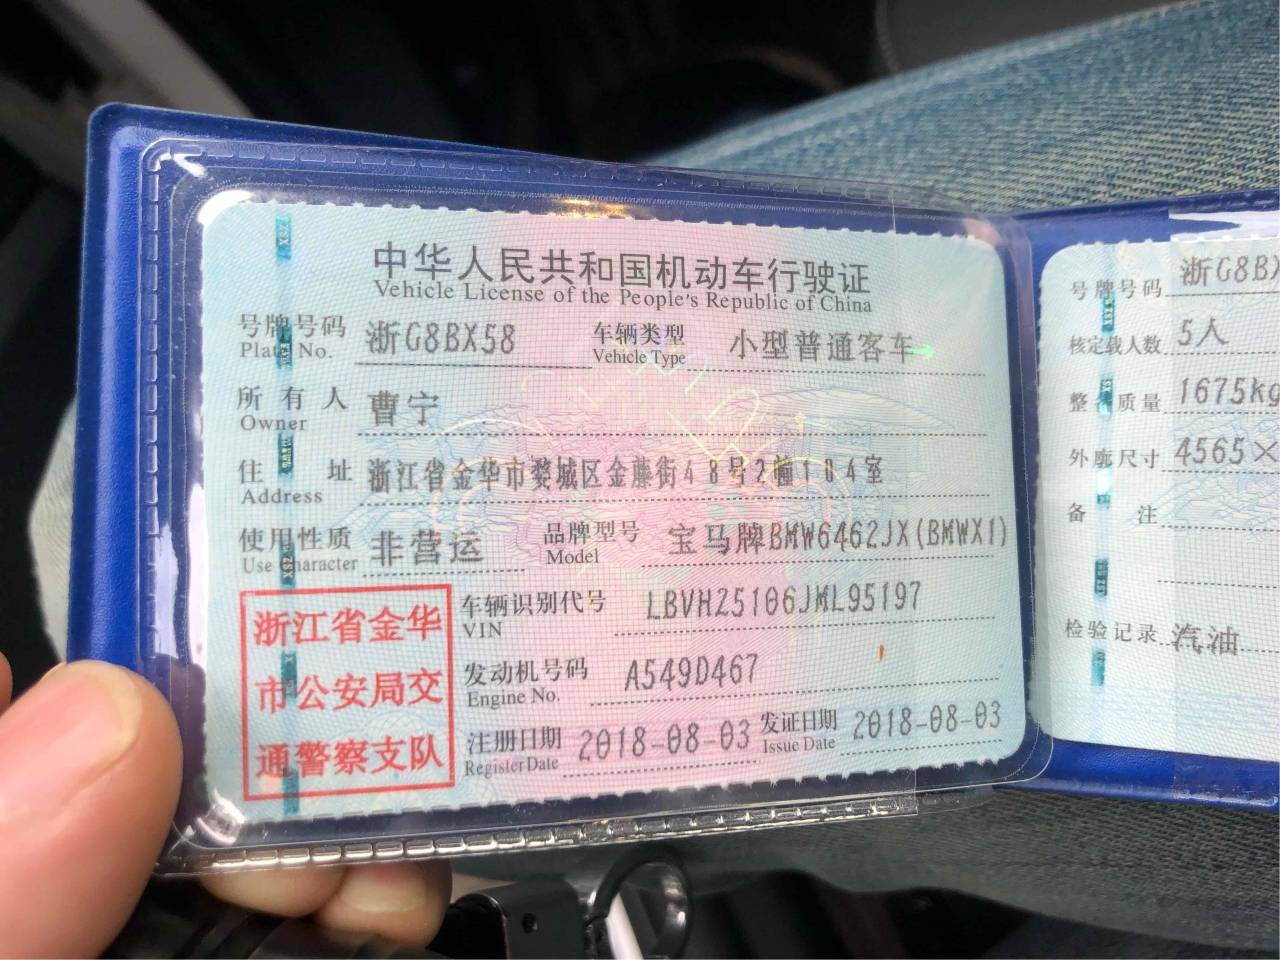 中华人民共和国机动车行驶证
Vehicle License of the People's Republic of China
号牌号码 浙G8BX58 车辆类型 小型普通客车
Plate No. Vehicle Type
所有人 曹宁
Owner
住址 浙江省金华市婺城区金藤街48号2幢104室
Address
使用性质 非营运 品牌型号 宝马牌BMW6462JX(BMWX1)
Use Character Model
浙江省金华
市公安局交
通警察支队
车辆识别代号 LBVHZ5106JML95197
VIN
发动机号码 A549D467
Engine No.
注册日期 2018-08-03 发证日期 2018-08-03
Register Date Issue Date
号牌号码 浙G8BX
核定载人数 5人
整备质量 1675kg
外廓尺寸 4565×
备注
检验记录 汽油